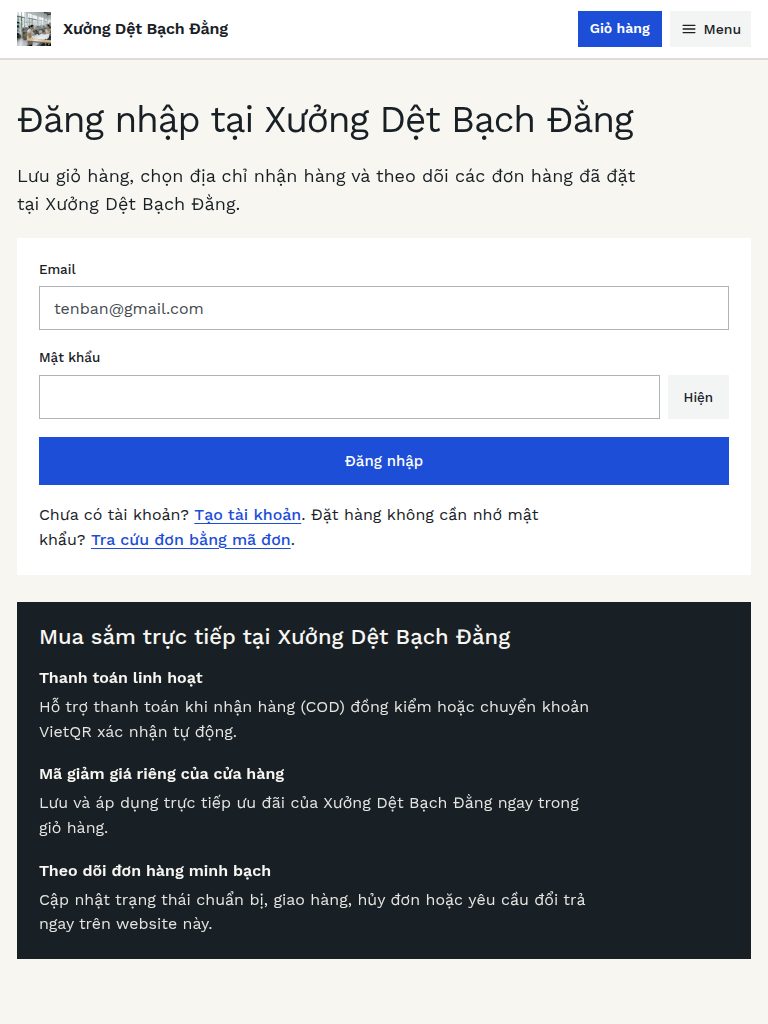 Xưởng Dệt Bạch Đằng
Giỏ hàng
Menu
Đăng nhập tại Xưởng Dệt Bạch Đằng
Lưu giỏ hàng, chọn địa chỉ nhận hàng và theo dõi các đơn hàng đã đặt
tại Xưởng Dệt Bạch Đằng.
Email
tenban@gmail.com
Mật khẩu
Hiện
Đăng nhập
Chưa có tài khoản? Tạo tài khoản. Đặt hàng không cần nhớ mật
khẩu? Tra cứu đơn bằng mã đơn.
Mua sắm trực tiếp tại Xưởng Dệt Bạch Đằng
Thanh toán linh hoạt
Hỗ trợ thanh toán khi nhận hàng (COD) đồng kiểm hoặc chuyển khoản
VietQR xác nhận tự động.
Mã giảm giá riêng của cửa hàng
Lưu và áp dụng trực tiếp ưu đãi của Xưởng Dệt Bạch Đằng ngay trong
giỏ hàng.
Theo dõi đơn hàng minh bạch
Cập nhật trạng thái chuẩn bị, giao hàng, hủy đơn hoặc yêu cầu đổi trả
ngay trên website này.